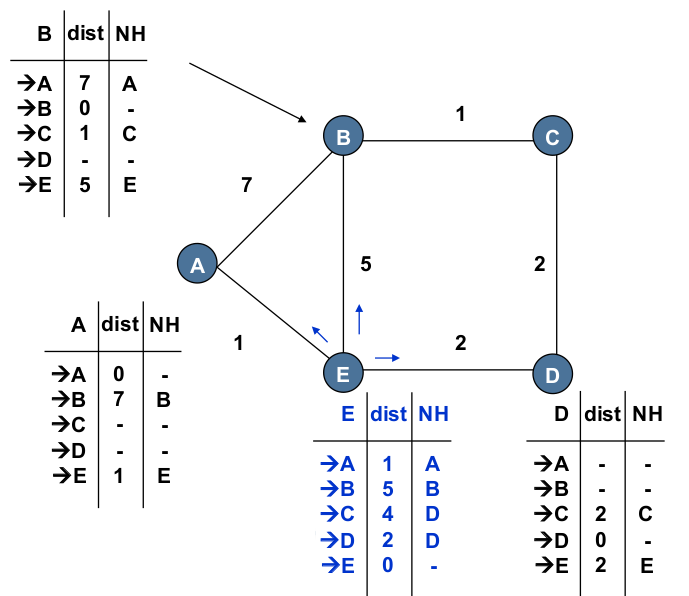 B dist NH
→A 7 A
→B 0 -
→C 1 C
→D - -
→E 5 E
1
B
C
7
5
2
A
1
2
E
D
A dist NH
→A 0 -
→B 7 B
→C - -
→D - -
→E 1 E
E dist NH
→A 1 A
→B 5 B
→C 4 D
→D 2 D
→E 0 -
D dist NH
→A - -
→B - -
→C 2 C
→D 0 -
→E 2 E